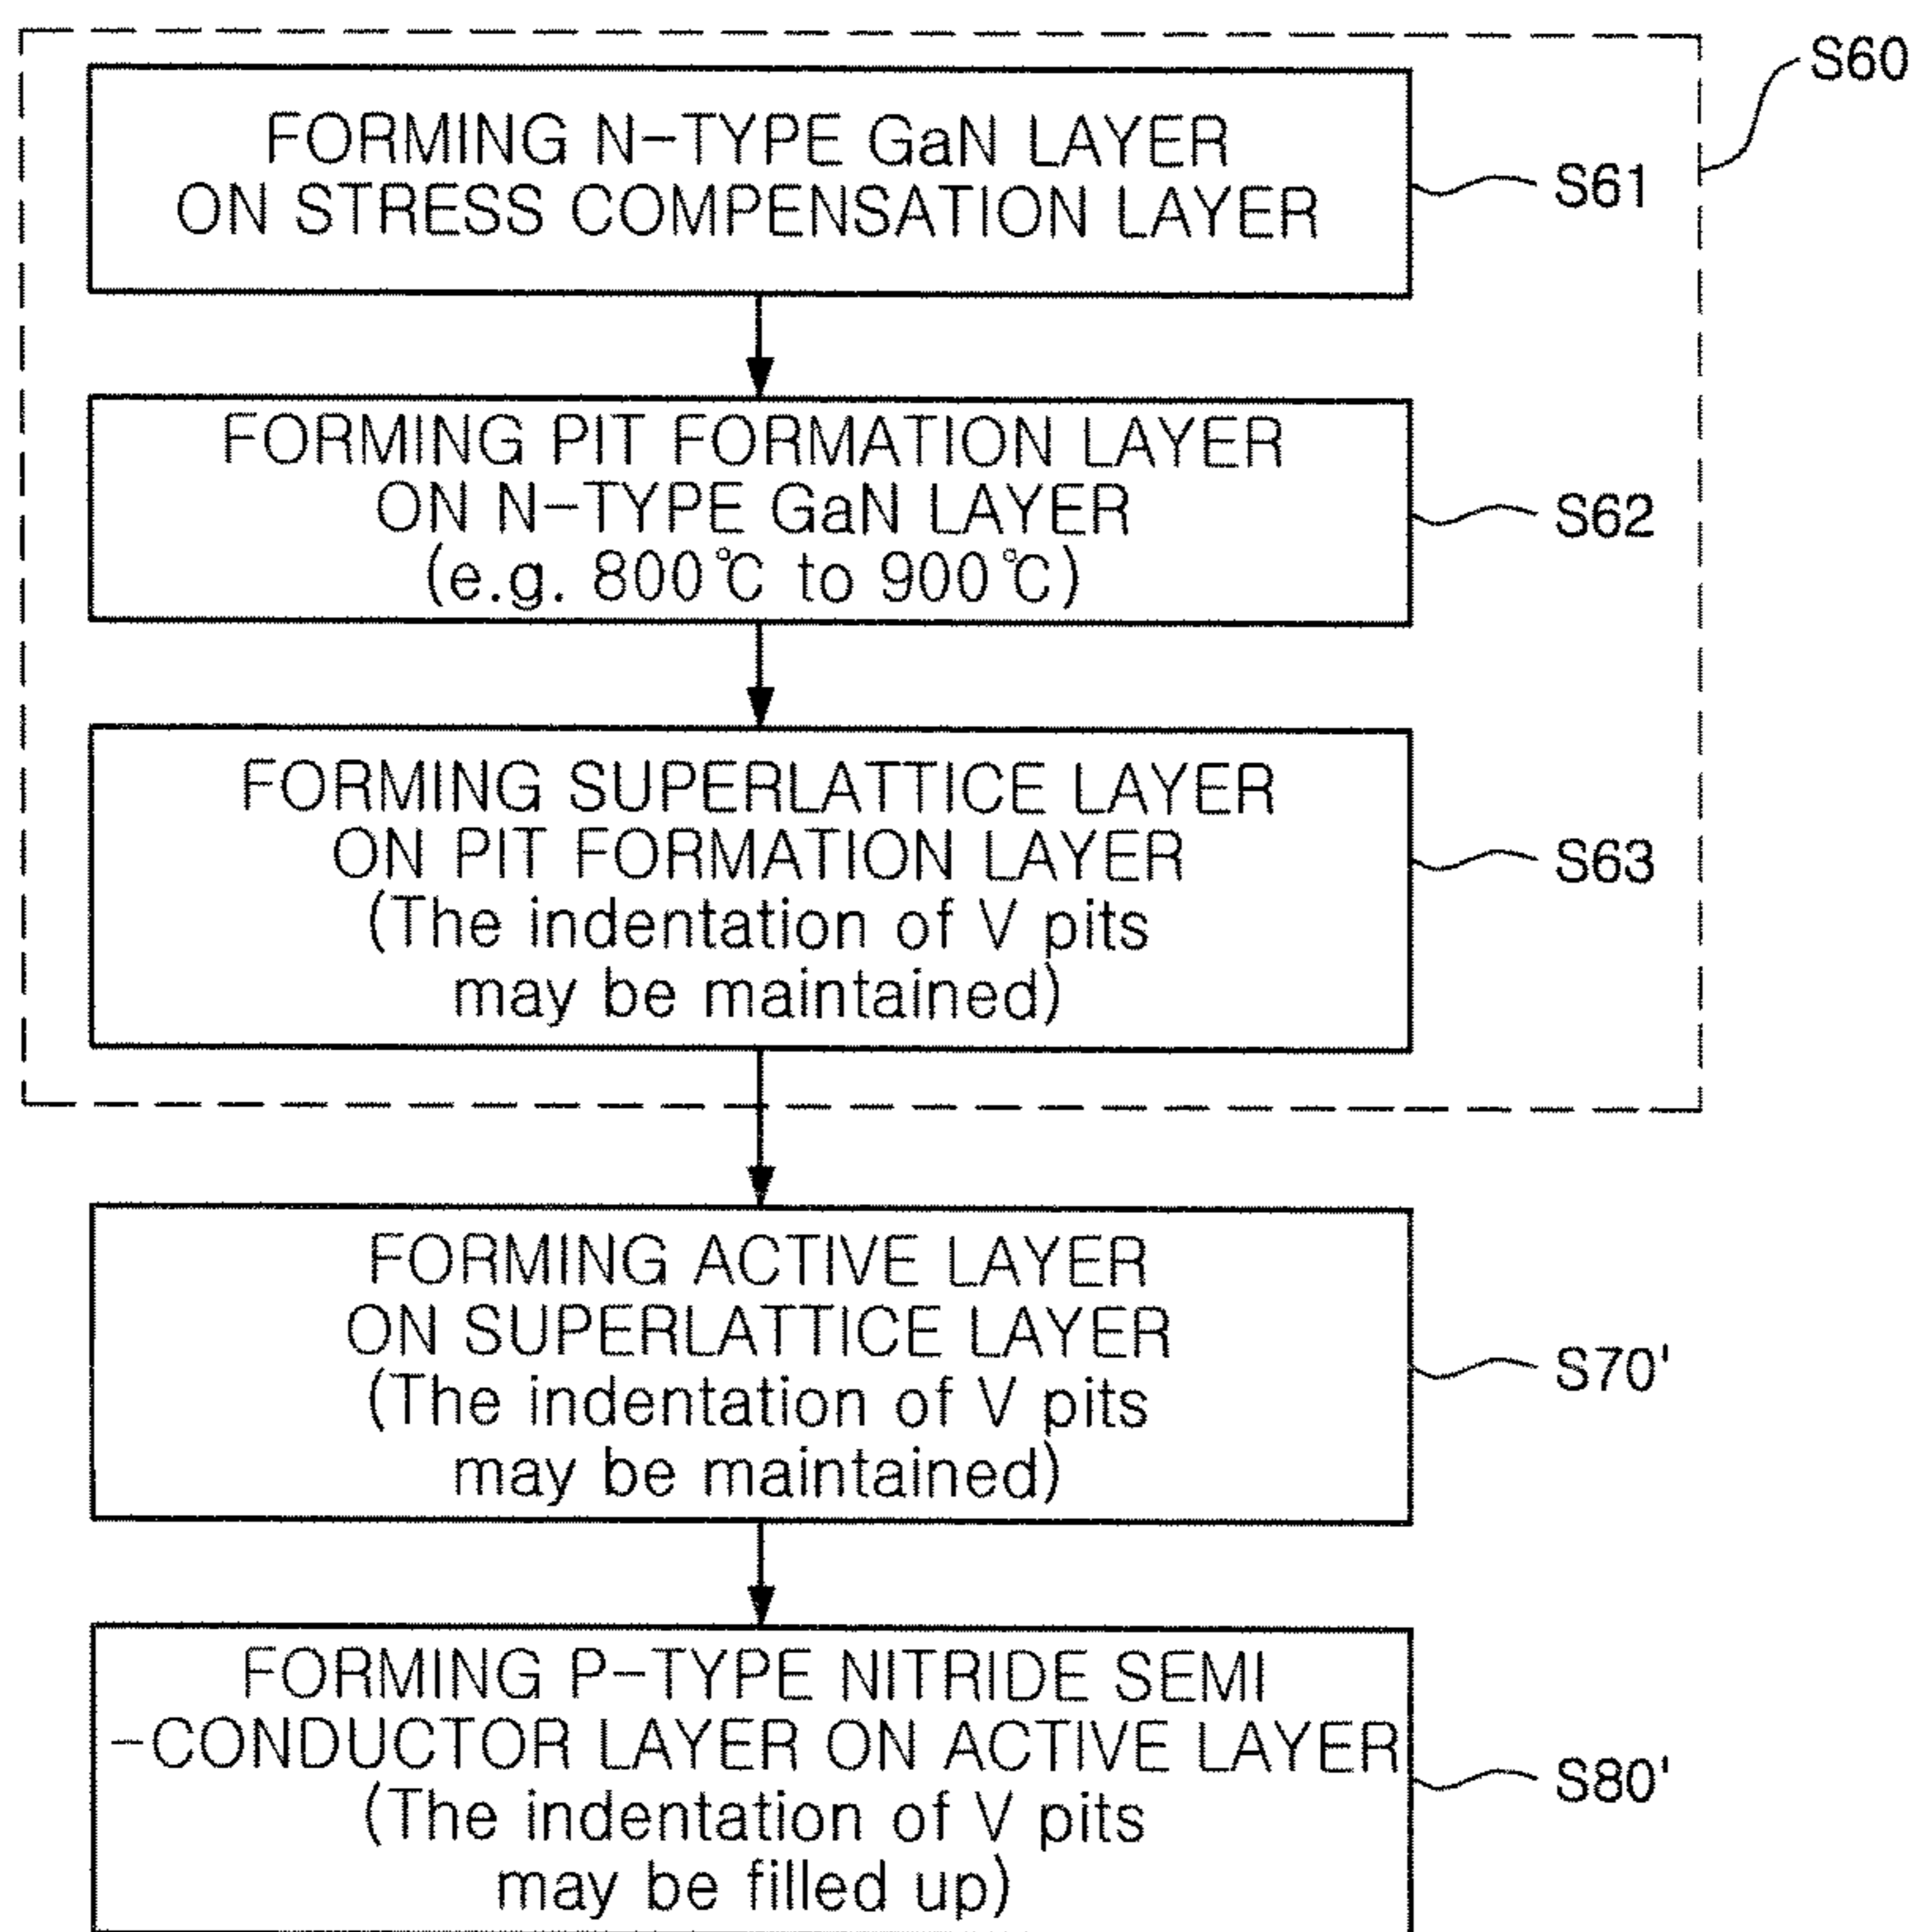 S60
FORMING N-TYPE GaN LAYER
ON STRESS COMPENSATION LAYER
S61
FORMING PIT FORMATION LAYER
ON N-TYPE GaN LAYER
(e.g. 800℃ to 900℃)
S62
FORMING SUPERLATTICE LAYER
ON PIT FORMATION LAYER
(The indentation of V pits
may be maintained)
S63
FORMING ACTIVE LAYER
ON SUPERLATTICE LAYER
(The indentation of V pits
may be maintained)
S70'
FORMING P-TYPE NITRIDE SEMI
-CONDUCTOR LAYER ON ACTIVE LAYER
(The indentation of V pits
may be filled up)
S80'